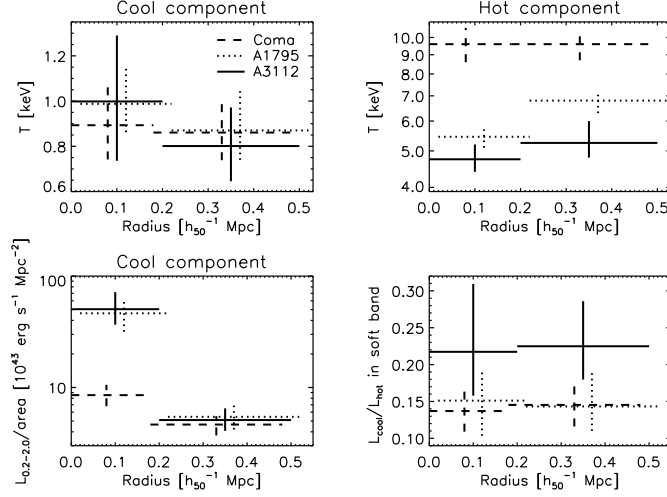 Cool component
Hot component
Coma
A1795
A3112
T [keV]
1.2
1.0
0.8
0.6
0.0 0.1 0.2 0.3 0.4 0.5
Radius [h₅₀⁻¹ Mpc]
T [keV]
10.0
9.0
8.0
7.0
6.0
5.0
4.0
0.0 0.1 0.2 0.3 0.4 0.5
Radius [h₅₀⁻¹ Mpc]
Cool component
L₀.₂₋₂.₀/area [10⁴³ erg s⁻¹ Mpc⁻²]
100
10
0.0 0.1 0.2 0.3 0.4 0.5
Radius [h₅₀⁻¹ Mpc]
L_cool/L_hot in soft band
0.30
0.25
0.20
0.15
0.10
0.0 0.1 0.2 0.3 0.4 0.5
Radius [h₅₀⁻¹ Mpc]